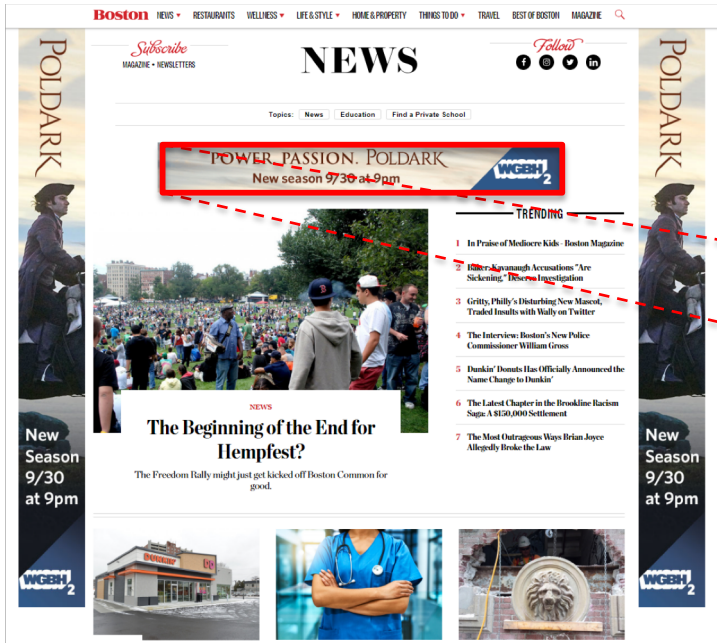 Boston NEWS RESTAURANTS WELLNESS LIFE & STYLE HOME & PROPERTY THINGS TO DO TRAVEL BEST OF BOSTON MAGAZINE
Subscribe
MAGAZINE + NEWSLETTERS
NEWS
Follow
Topics: News Education Find a Private School
POLDARK
POWER. PASSION. POLDARK
New season 9/30 at 9pm
WGBH 2
POLDARK
TRENDING
1 In Praise of Mediocre Kids - Boston Magazine
2 Baker: Kavanaugh Accusations "Are
Sickening," Deserve Investigation
3 Gritty, Philly's Disturbing New Mascot,
Traded Insults with Wally on Twitter
4 The Interview: Boston's New Police
Commissioner William Gross
5 Dunkin' Donuts Has Officially Announced the
Name Change to Dunkin'
6 The Latest Chapter in the Brookline Racism
Saga: A $150,000 Settlement
7 The Most Outrageous Ways Brian Joyce
Allegedly Broke the Law
NEWS
The Beginning of the End for
Hempfest?
The Freedom Rally might just get kicked off Boston Common for
good.
New
Season
9/30
at 9pm
WGBH 2
New
Season
9/30
at 9pm
WGBH 2
DUNKIN'